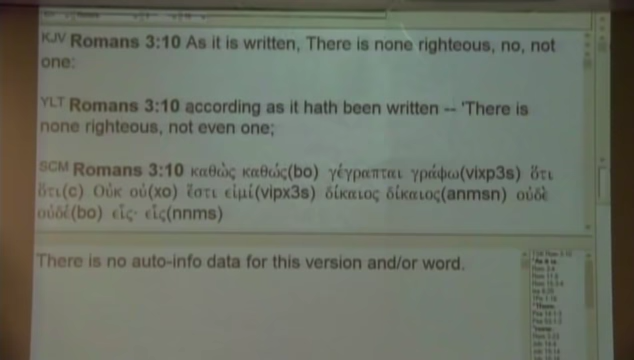 KJV Romans 3:10 As it is written, There is none righteous, no, not
one:
YLT Romans 3:10 according as it hath been written -- 'There is
none righteous, not even one;
SCM Romans 3:10 καθὼς καθώς(bo) γέγραπται γράφω(vixp3s) ὅτι
ὅτι(c) Οὐκ οὐ(xo) ἔστι εἰμί(vipx3s) δίκαιος δίκαιος(anmsn) οὐδὲ
οὐδέ(bo) εἷς· εἷς(nnms)
There is no auto-info data for this version and/or word.